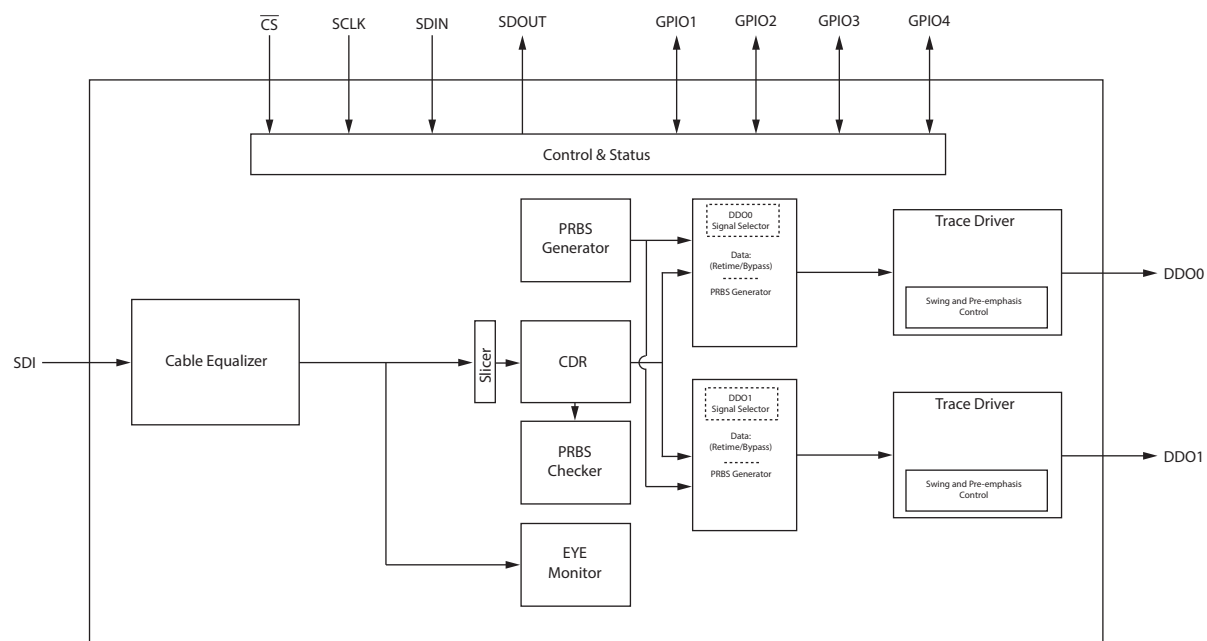 CS SCLK SDIN SDOUT GPIO1 GPIO2 GPIO3 GPIO4
Control & Status
PRBS
Generator
DDO0
Signal Selector
Data:
(Retime/Bypass)
PRBS Generator
Trace Driver
Swing and Pre-emphasis
Control
DDO0
SDI
Cable Equalizer
Slicer
CDR
PRBS
Checker
EYE
Monitor
DDO1
Signal Selector
Data:
(Retime/Bypass)
PRBS Generator
Trace Driver
Swing and Pre-emphasis
Control
DDO1